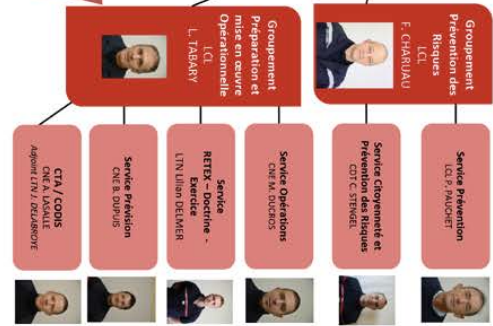 Groupement
Préparation et
mise en œuvre
Opérationnelle
LCL
L. TABARY
Groupement
Prévention des
Risques
LCL
F. CHARUAU
CTA / CODIS
CNE A. LASALLE
Adjoint LTN J. DELABROYE
Service Prévision
CNE B. DUPUIS
Service
RETEX – Doctrine -
Exercice
LTN Lilian DELMER
Service Opérations
CNE M. DUCROS
Service Citoyenneté et
Prévention des Risques
CDT C. STENGEL
Service Prévention
LCL P. PAUCHET